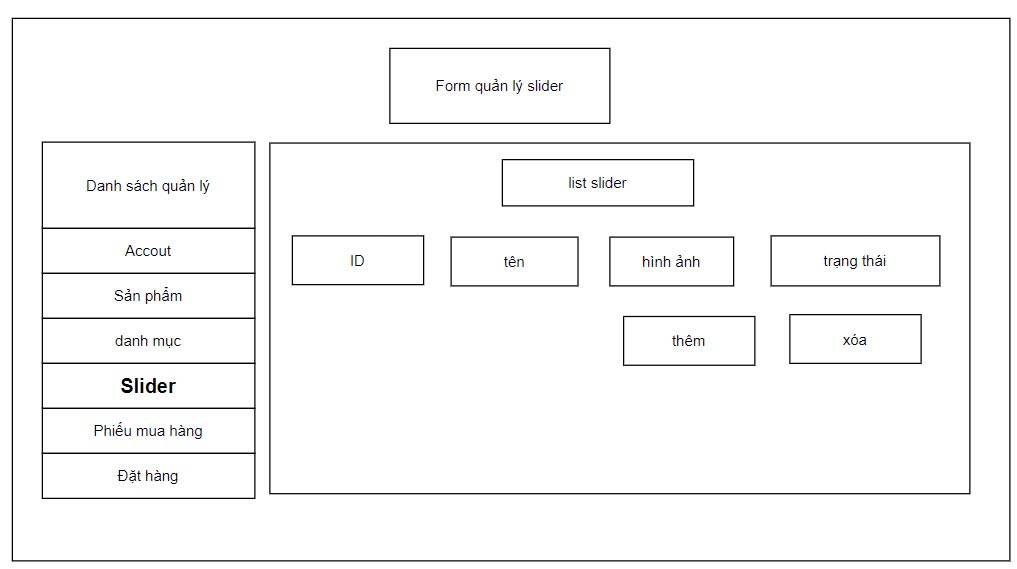 Form quản lý slider
Danh sách quản lý
Accout
Sản phẩm
danh mục
Slider
Phiếu mua hàng
Đặt hàng
list slider
ID
tên
hình ảnh
trạng thái
thêm
xóa